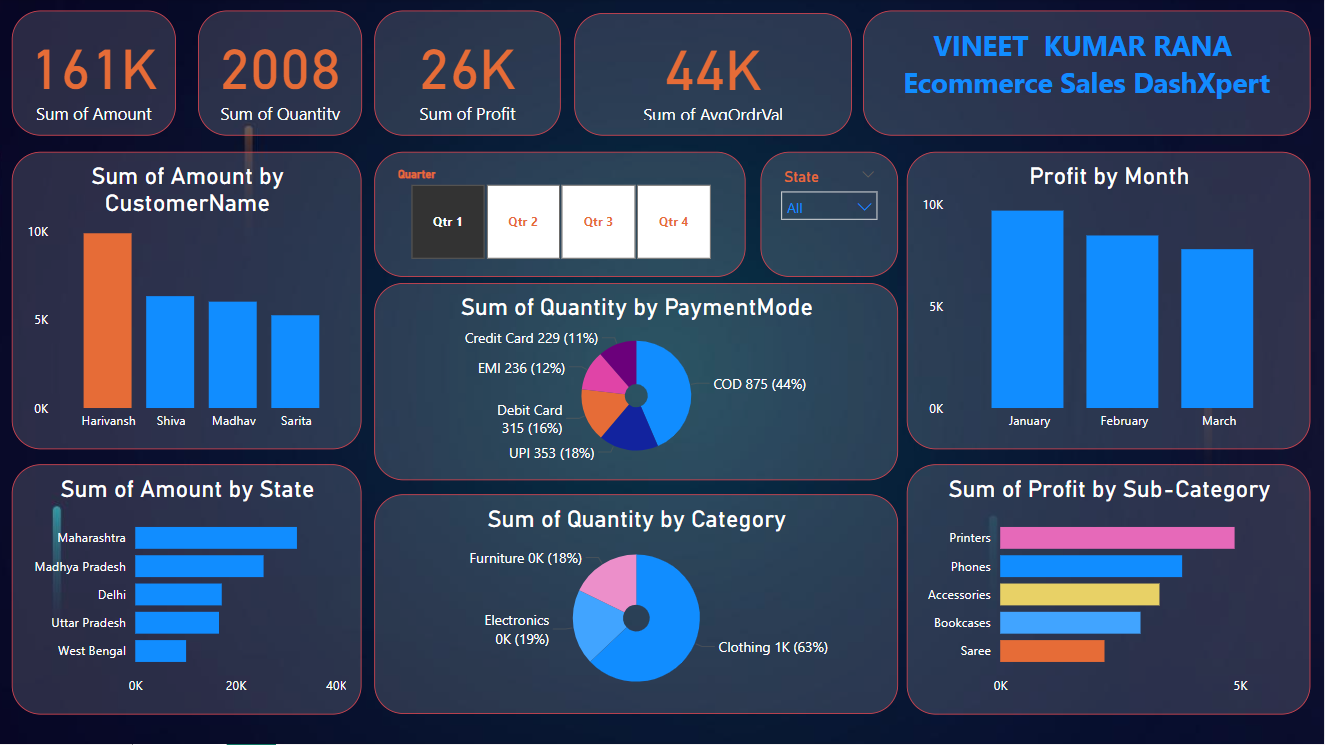 161K
Sum of Amount
2008
Sum of Quantity
26K
Sum of Profit
44K
Sum of AvgOrdrVal
VINEET KUMAR RANA
Ecommerce Sales DashXpert
Sum of Amount by
CustomerName
10K
5K
0K
Harivansh
Shiva
Madhav
Sarita
Quarter
Qtr 1
Qtr 2
Qtr 3
Qtr 4
State
All
Profit by Month
10K
5K
0K
January
February
March
Sum of Quantity by PaymentMode
Credit Card 229 (11%)
EMI 236 (12%)
Debit Card
315 (16%)
UPI 353 (18%)
COD 875 (44%)
Sum of Amount by State
Maharashtra
Madhya Pradesh
Delhi
Uttar Pradesh
West Bengal
0K
20K
40K
Sum of Quantity by Category
Furniture 0K (18%)
Electronics
0K (19%)
Clothing 1K (63%)
Sum of Profit by Sub-Category
Printers
Phones
Accessories
Bookcases
Saree
0K
5K